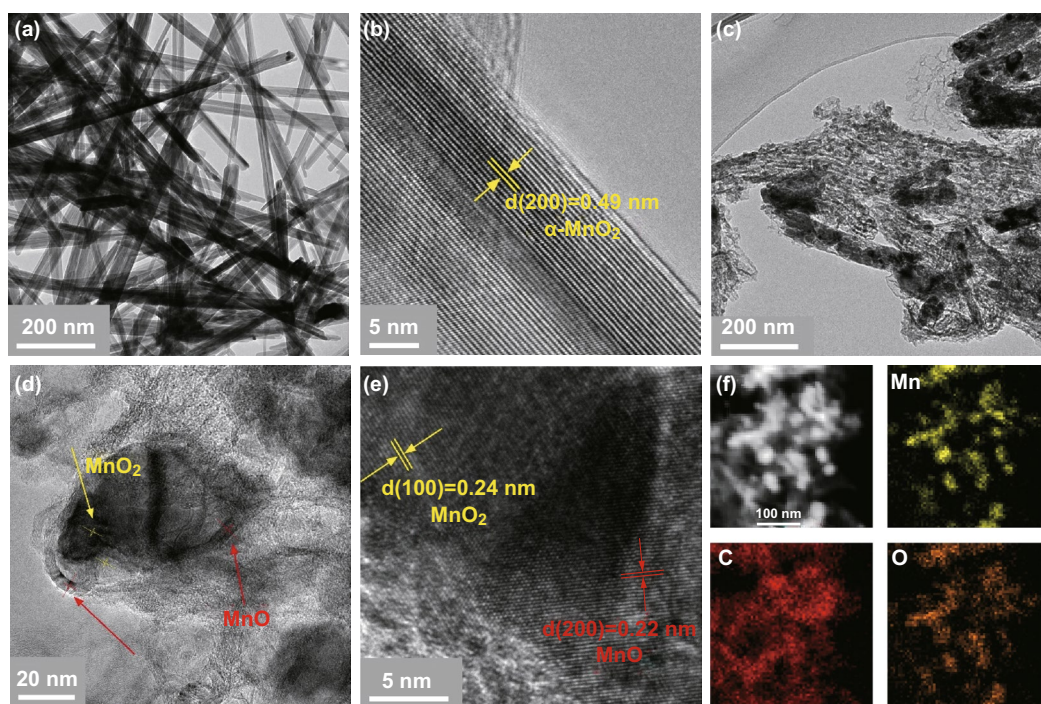 (a)
200 nm
(b)
d(200)=0.49 nm
α-MnO₂
5 nm
(c)
200 nm
(d)
MnO₂
MnO
20 nm
(e)
d(100)=0.24 nm
MnO₂
d(200)=0.22 nm
MnO
5 nm
(f)
100 nm
Mn
C
O